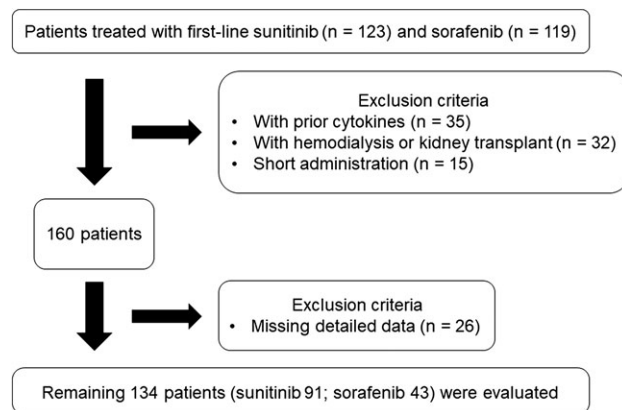 Patients treated with first-line sunitinib (n = 123) and sorafenib (n = 119)
Exclusion criteria
• With prior cytokines (n = 35)
• With hemodialysis or kidney transplant (n = 32)
• Short administration (n = 15)
160 patients
Exclusion criteria
• Missing detailed data (n = 26)
Remaining 134 patients (sunitinib 91; sorafenib 43) were evaluated